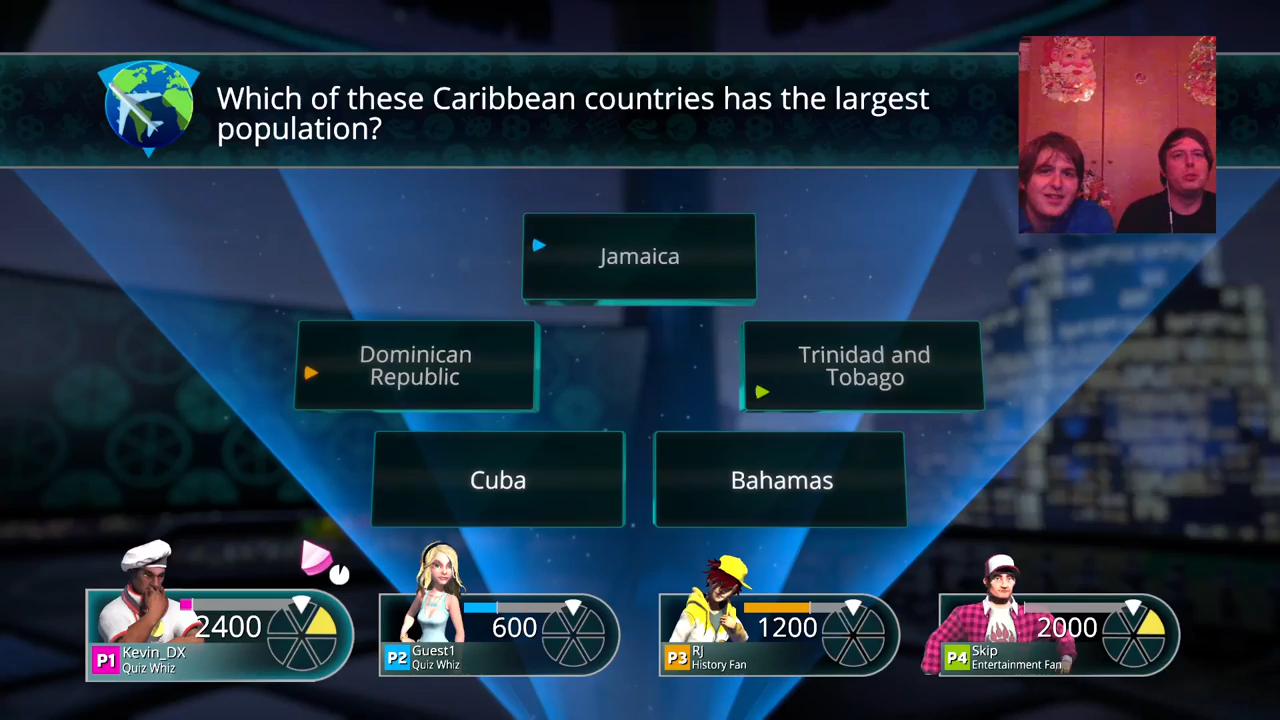 Which of these Caribbean countries has the largest
population?
Jamaica
Dominican
Republic
Trinidad and
Tobago
Cuba
Bahamas
2400
P1
Kevin_DX
Quiz Whiz
600
P2
Guest1
Quiz Whiz
1200
P3
RJ
History Fan
2000
P4
Skip
Entertainment Fan